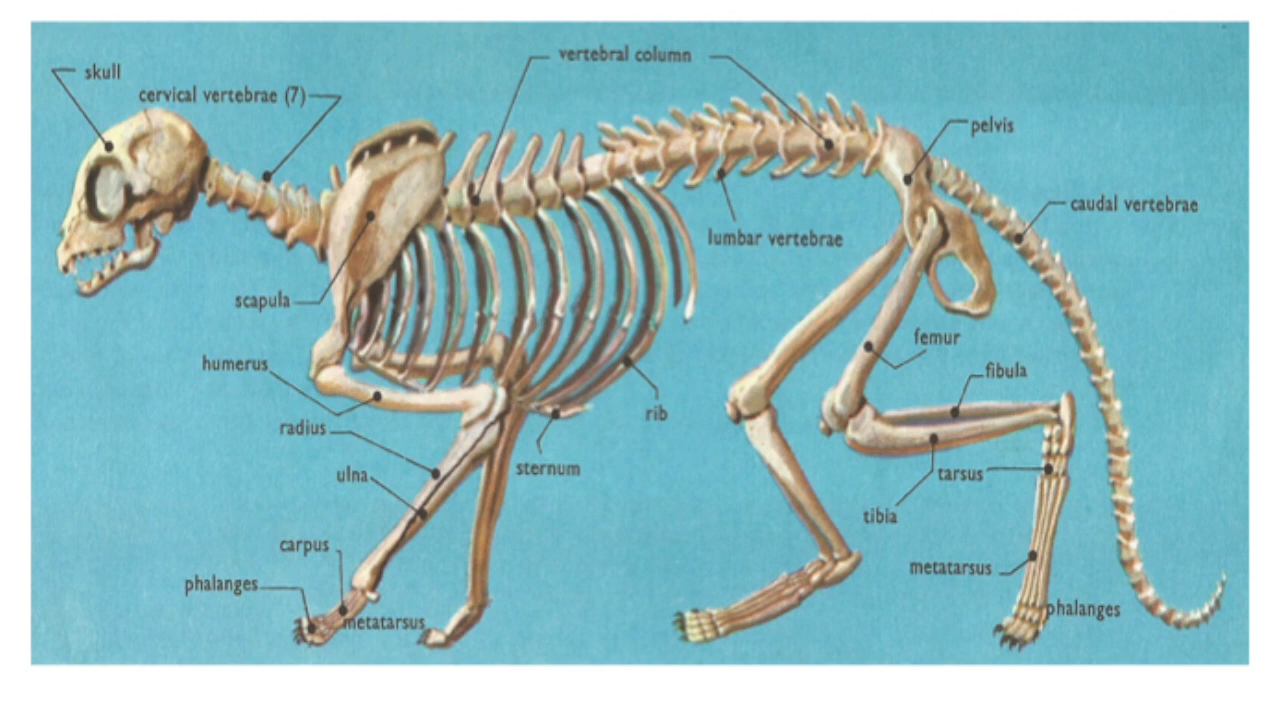 vertebral column
skull
cervical vertebrae (7)
pelvis
caudal vertebrae
lumbar vertebrae
scapula
femur
humerus
fibula
rib
radius
sternum
ulna
tarsus
tibia
carpus
metatarsus
phalanges
phalanges
metatarsus